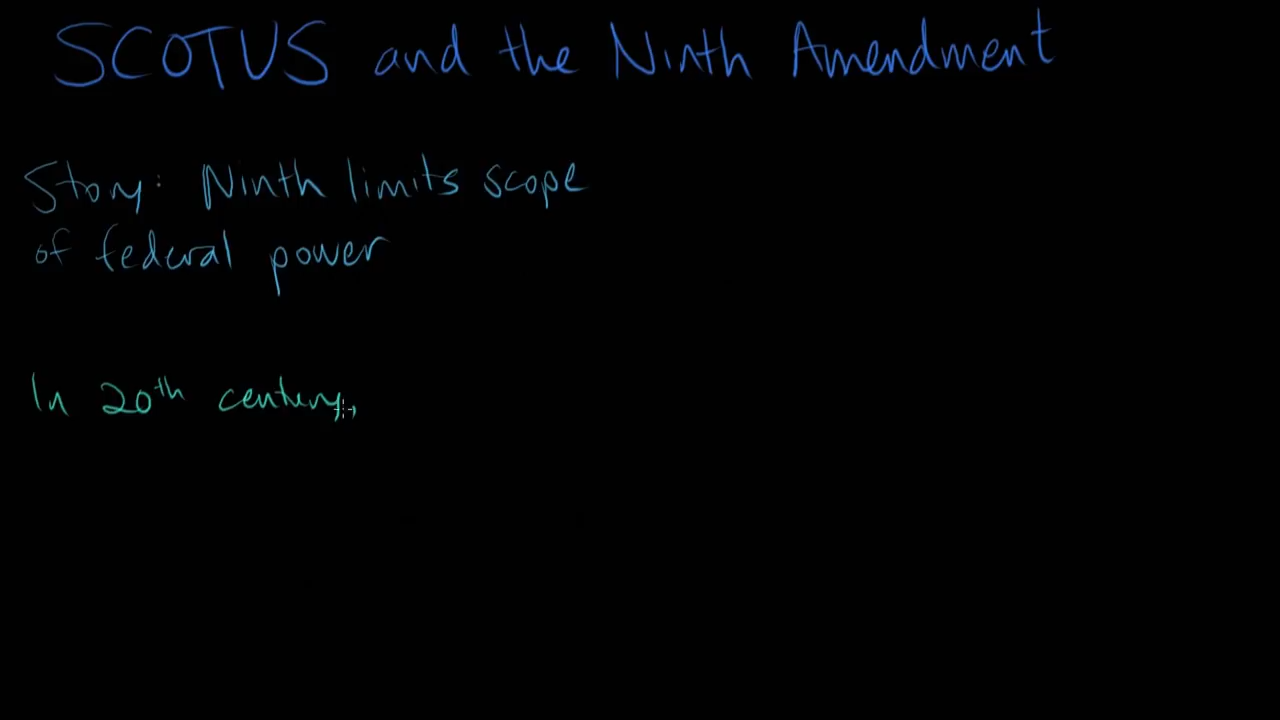 SCOTUS and the Ninth Amendment
Story: Ninth limits scope
of federal power
In 20th century,